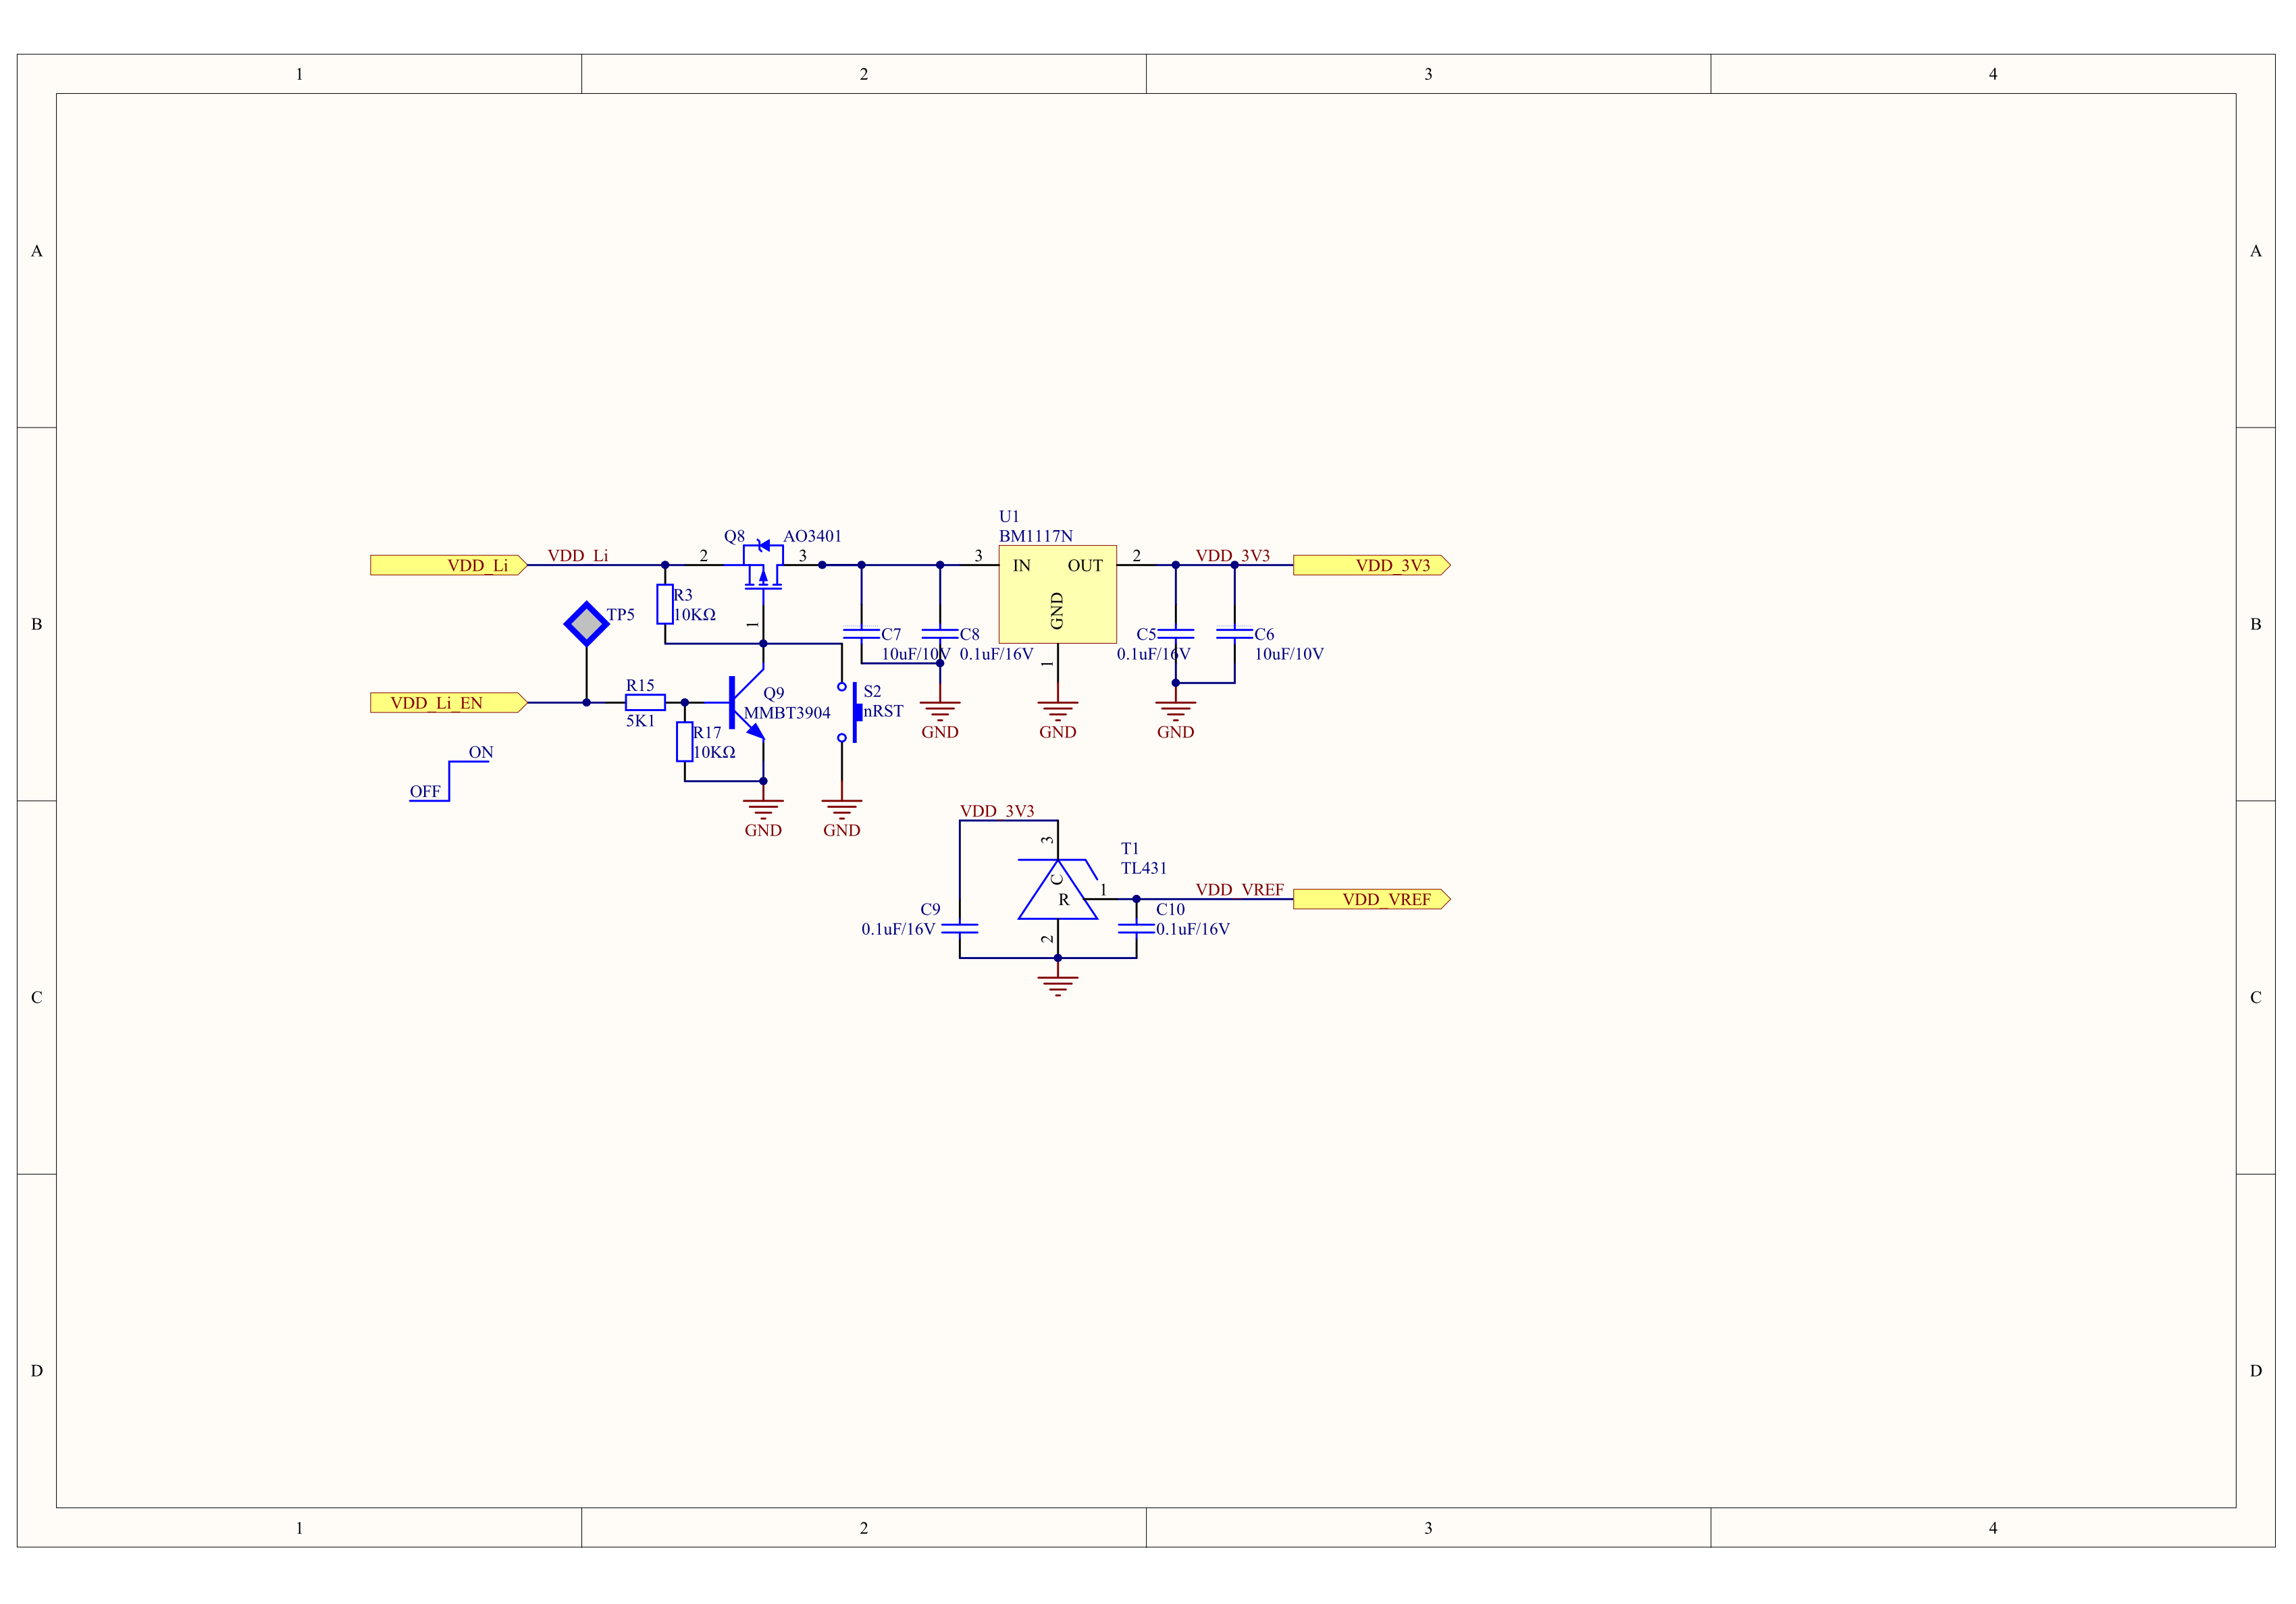 1 2 3 4
A A
U1
BM1117N
Q8 AO3401
VDD_Li VDD_Li 2 3 3 IN OUT 2 VDD_3V3 VDD_3V3
R3
10KΩ
TP5
1
GND
B B
C7
10uF/10V
C8
0.1uF/16V
C5
0.1uF/16V
C6
10uF/10V
1
VDD_Li_EN
R15
5K1
Q9
MMBT3904
S2
nRST
R17
10KΩ
GND GND GND
ON
OFF
GND GND
VDD_3V3
3
T1
TL431
C
R
1 VDD_VREF VDD_VREF
C9
0.1uF/16V
C10
0.1uF/16V
2
C C
D D
1 2 3 4